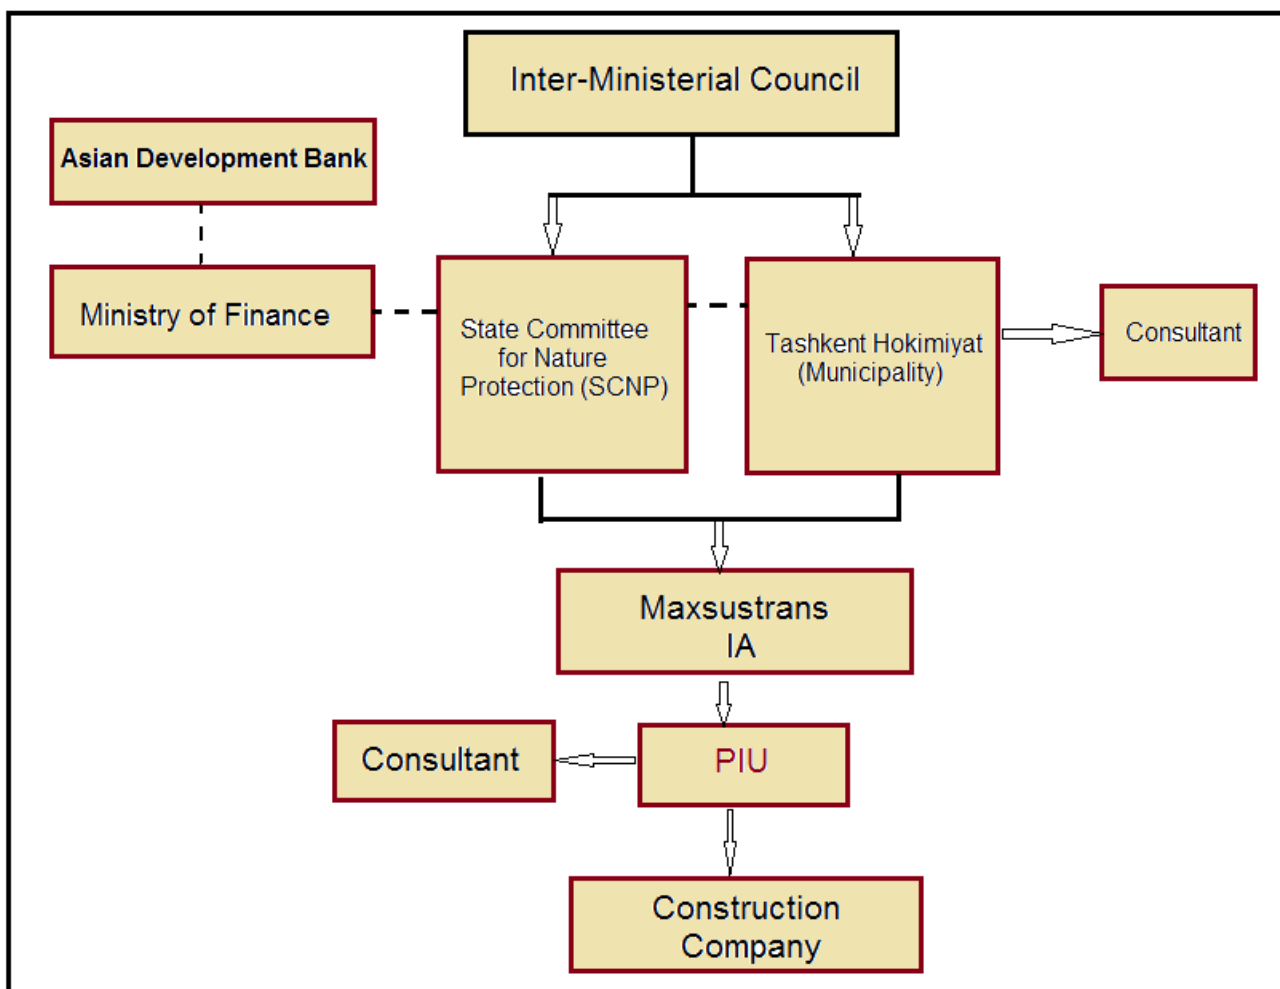 Inter-Ministerial Council
Asian Development Bank
Ministry of Finance
State Committee
for Nature
Protection (SCNP)
Tashkent Hokimiyat
(Municipality)
Consultant
Maxsustrans
IA
Consultant
PIU
Construction
Company